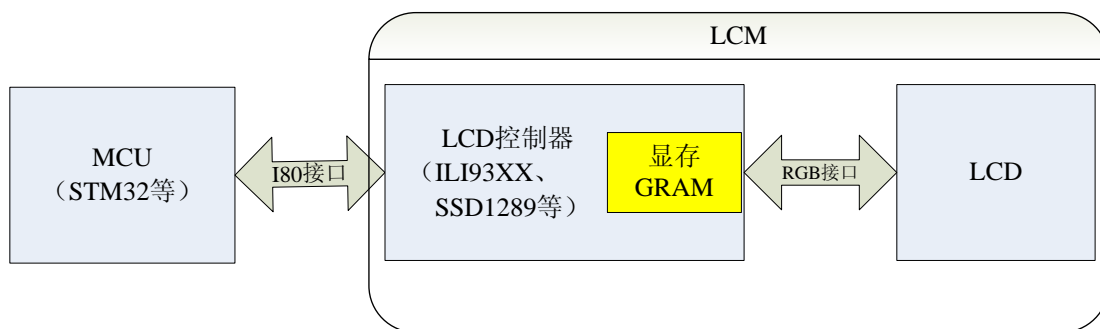 LCM
MCU
（STM32等）
I80接口
LCD控制器
（ILI93XX、
SSD1289等）
显存
GRAM
RGB接口
LCD